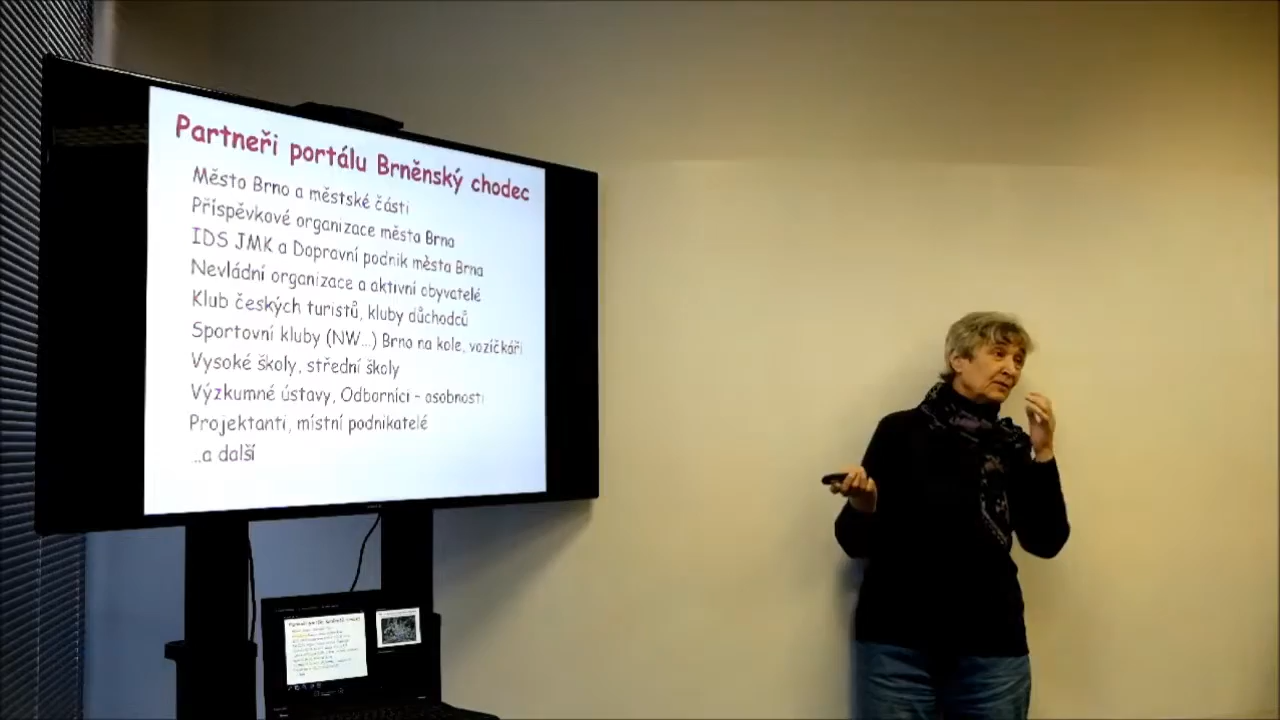 Partneři portálu Brněnský chodec
Město Brno a městské části
Příspěvkové organizace města Brna
IDS JMK a Dopravní podnik města Brna
Nevládní organizace a aktivní obyvatelé
Klub českých turistů, kluby důchodců
Sportovní kluby (NW...) Brno na kole, vozíčkáři
Vysoké školy, střední školy
Výzkumné ústavy, Odborníci - osobnosti
Projektanti, místní podnikatelé
..a další